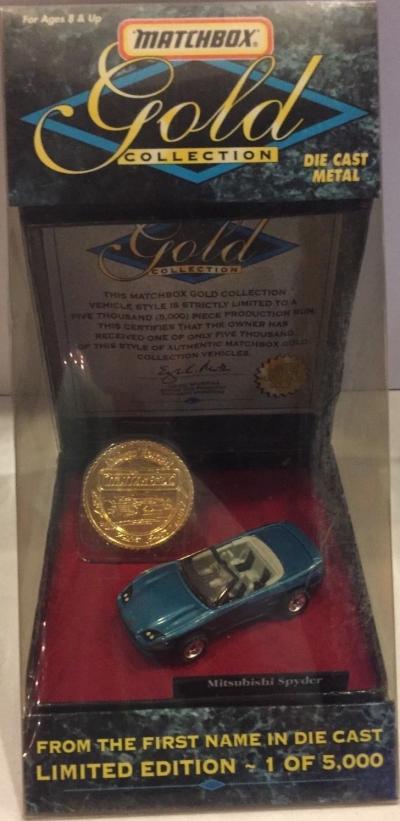 For Ages 8 & Up
MATCHBOX
Gold
COLLECTION
DIE CAST
METAL
Gold
COLLECTION
THIS MATCHBOX GOLD COLLECTION
VEHICLE STYLE IS STRICTLY LIMITED TO A
FIVE THOUSAND (5,000) PIECE PRODUCTION RUN.
THIS CERTIFIES THAT THE OWNER HAS
RECEIVED ONE OF ONLY FIVE THOUSAND
OF THIS STYLE OF AUTHENTIC MATCHBOX GOLD
COLLECTION VEHICLES.
MATCHBOX
Mitsubishi Spyder
FROM THE FIRST NAME IN DIE CAST
LIMITED EDITION ~ 1 OF 5,000